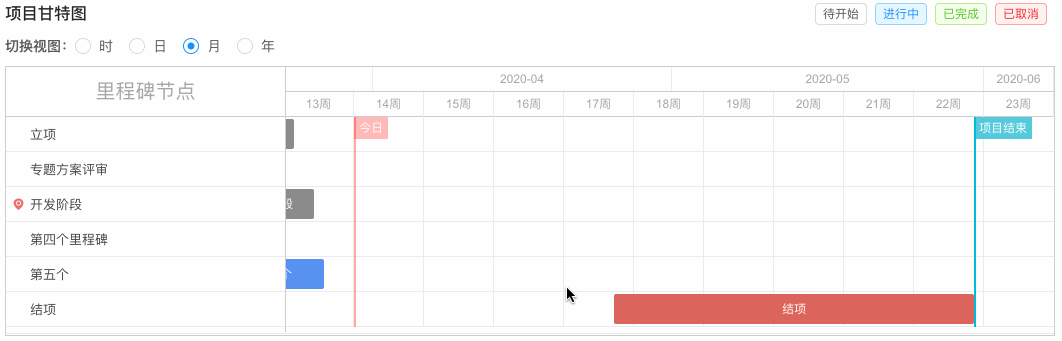 项目甘特图
待开始 进行中 已完成 已取消
切换视图： 时 日 月 年
里程碑节点
2020-04 2020-05 2020-06
13周 14周 15周 16周 17周 18周 19周 20周 21周 22周 23周
立项 今日 项目结束
专题方案评审
开发阶段 段
第四个里程碑
第五个 个
结项 结项